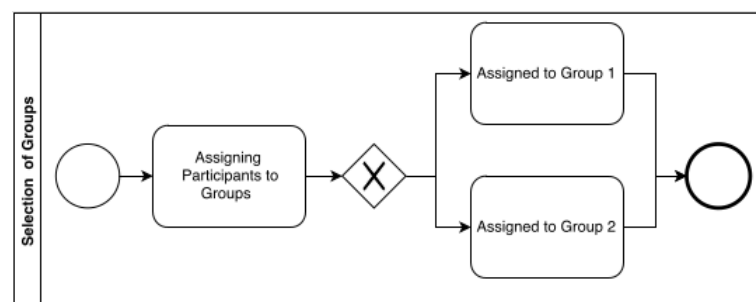 Selection of Groups
Assigning
Participants to
Groups
X
Assigned to Group 1
Assigned to Group 2